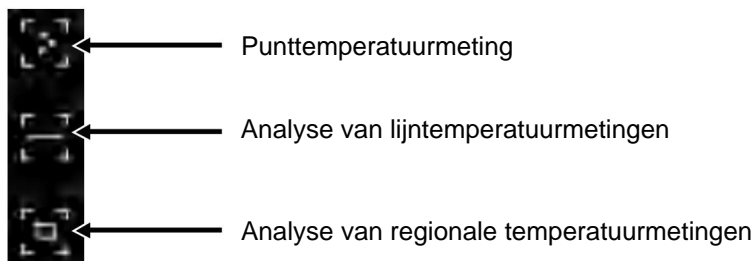 Punttemperatuurmeting
Analyse van lijntemperatuurmetingen
Analyse van regionale temperatuurmetingen